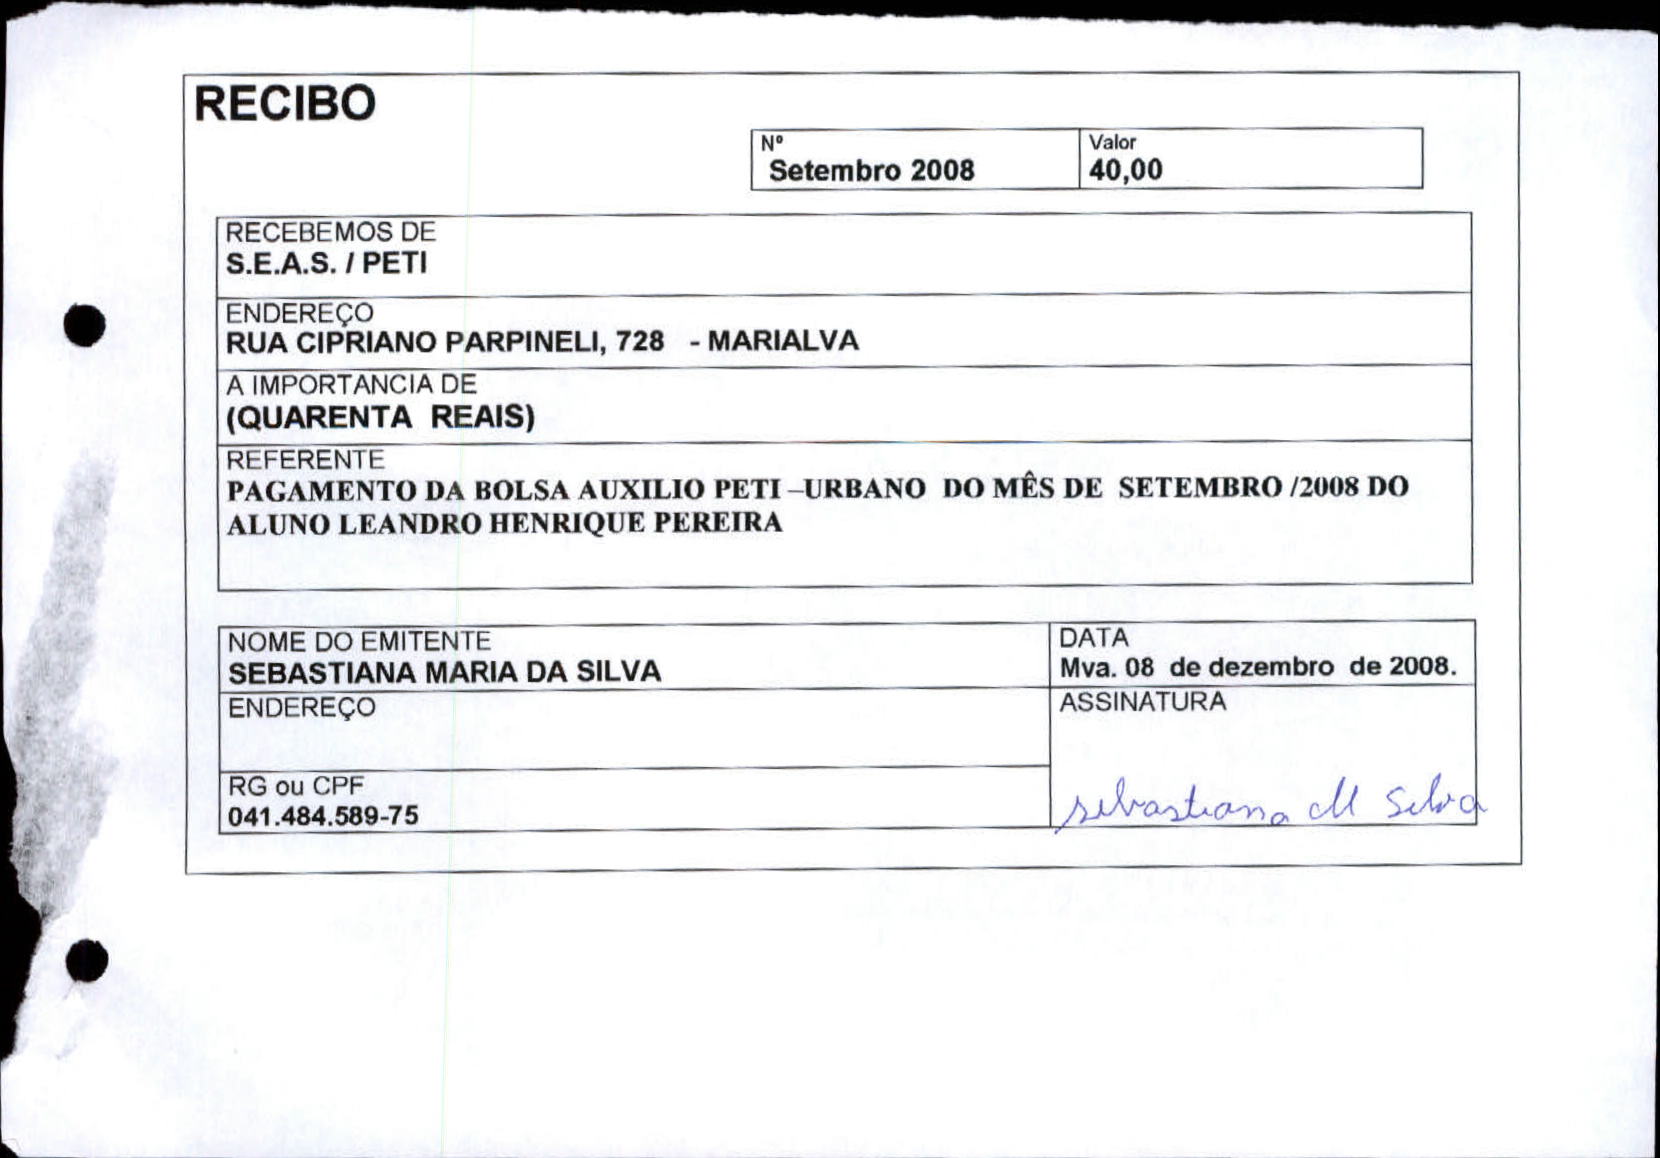 RECIBO
Nº
Setembro 2008
Valor
40,00
RECEBEMOS DE
S.E.A.S. / PETI
ENDEREÇO
RUA CIPRIANO PARPINELI, 728 - MARIALVA
A IMPORTANCIA DE
(QUARENTA REAIS)
REFERENTE
PAGAMENTO DA BOLSA AUXILIO PETI –URBANO DO MÊS DE SETEMBRO /2008 DO
ALUNO LEANDRO HENRIQUE PEREIRA
NOME DO EMITENTE
SEBASTIANA MARIA DA SILVA
DATA
Mva. 08 de dezembro de 2008.
ENDEREÇO
ASSINATURA
RG ou CPF
041.484.589-75
sebastiana M Silva